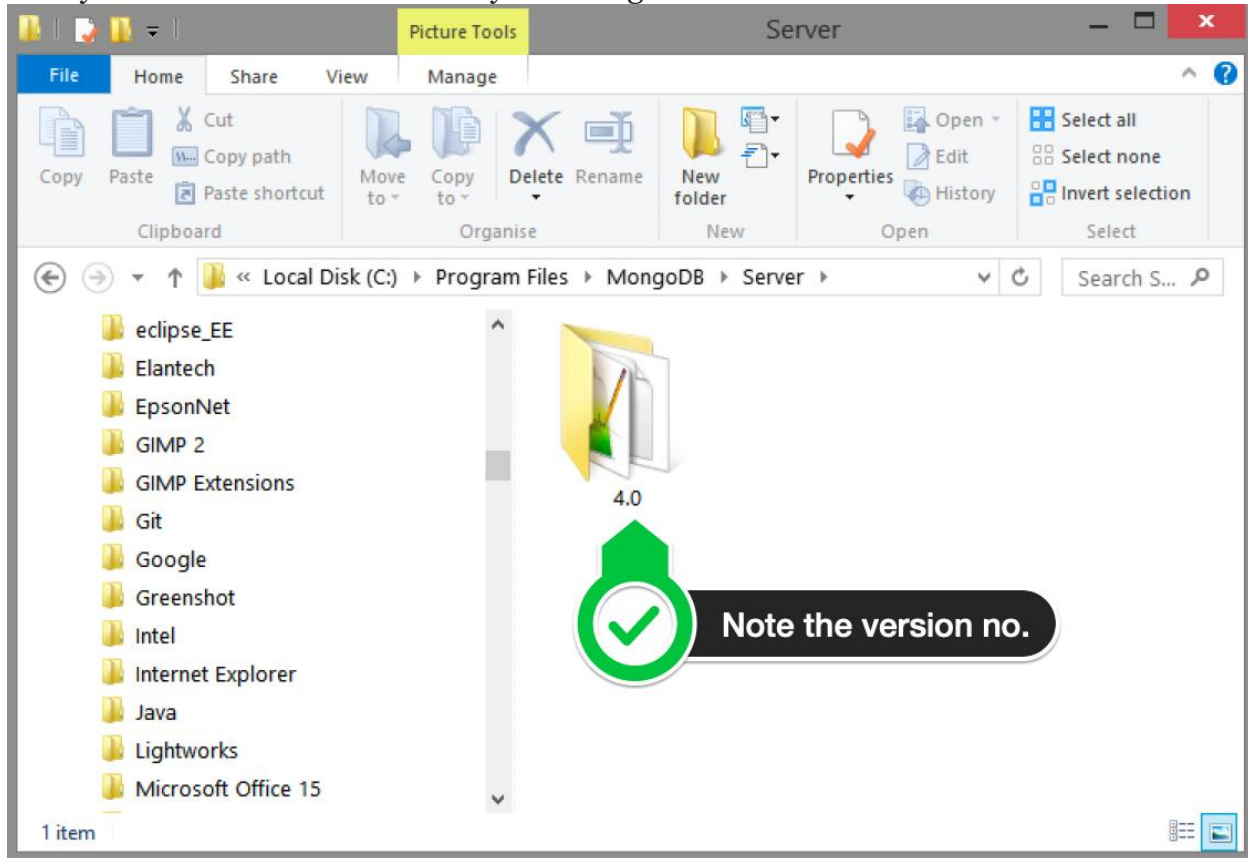 Picture Tools
Server
File Home Share View Manage
Copy
Paste
Cut
Copy path
Paste shortcut
Clipboard
Move to
Copy to
Delete
Rename
Organise
New folder
New
Properties
Open
Edit
History
Open
Select all
Select none
Invert selection
Select
« Local Disk (C:) Program Files MongoDB Server
Search S...
eclipse_EE
Elantech
EpsonNet
GIMP 2
GIMP Extensions
Git
Google
Greenshot
Intel
Internet Explorer
Java
Lightworks
Microsoft Office 15
4.0
Note the version no.
1 item